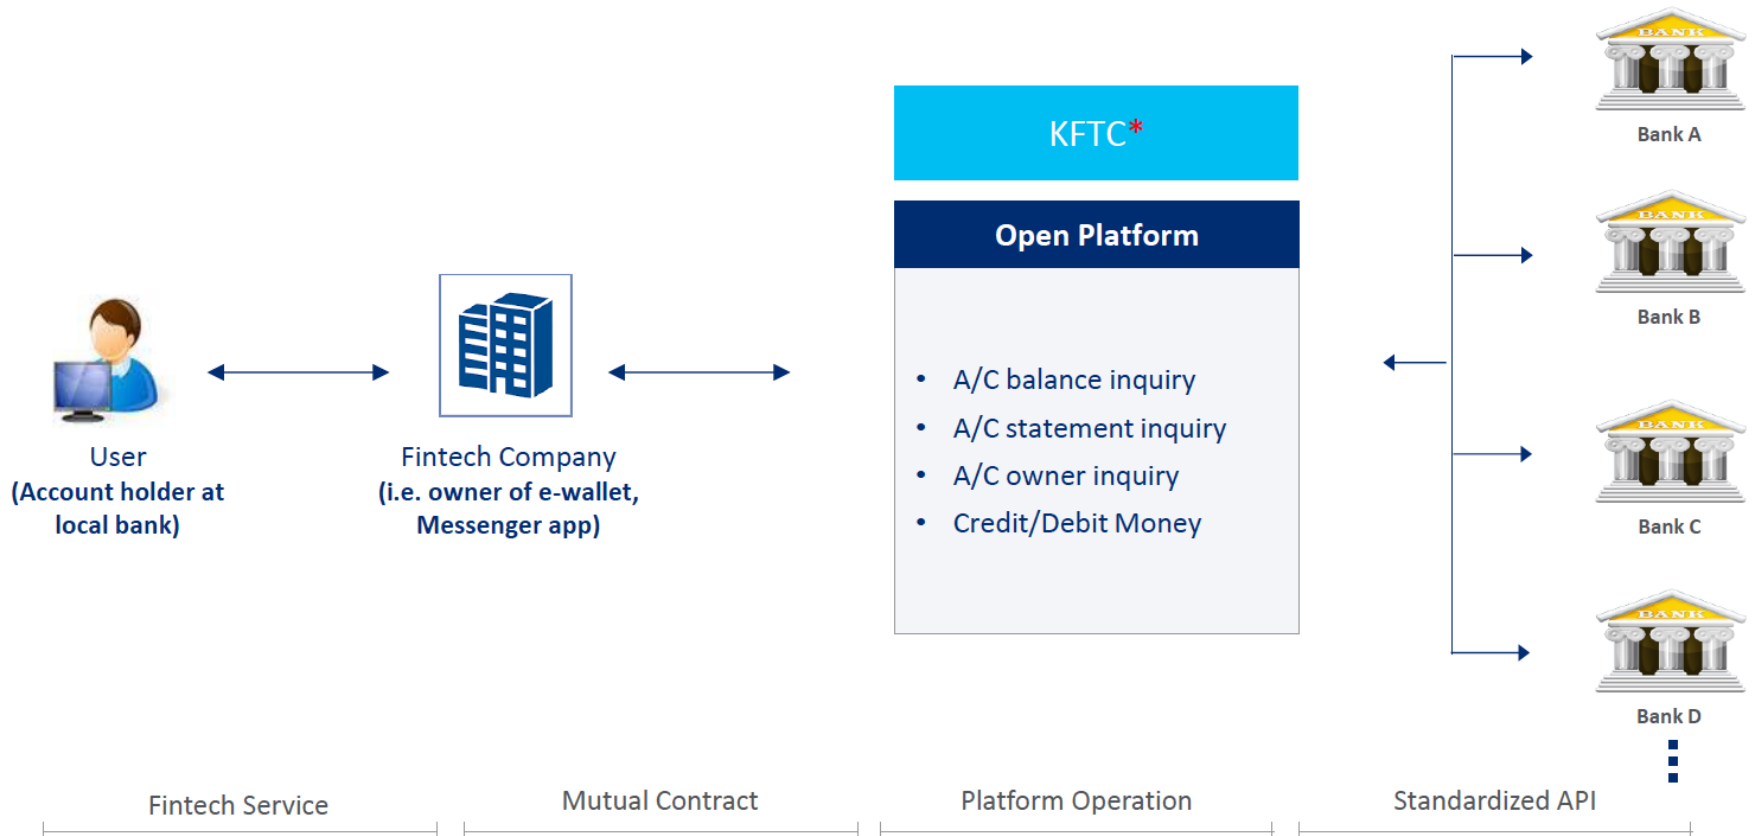 BANK
Bank A
KFTC*
Open Platform
BANK
Bank B
• A/C balance inquiry
• A/C statement inquiry
• A/C owner inquiry
• Credit/Debit Money
User
(Account holder at
local bank)
Fintech Company
(i.e. owner of e-wallet,
Messenger app)
BANK
Bank C
BANK
Bank D
Fintech Service
Mutual Contract
Platform Operation
Standardized API